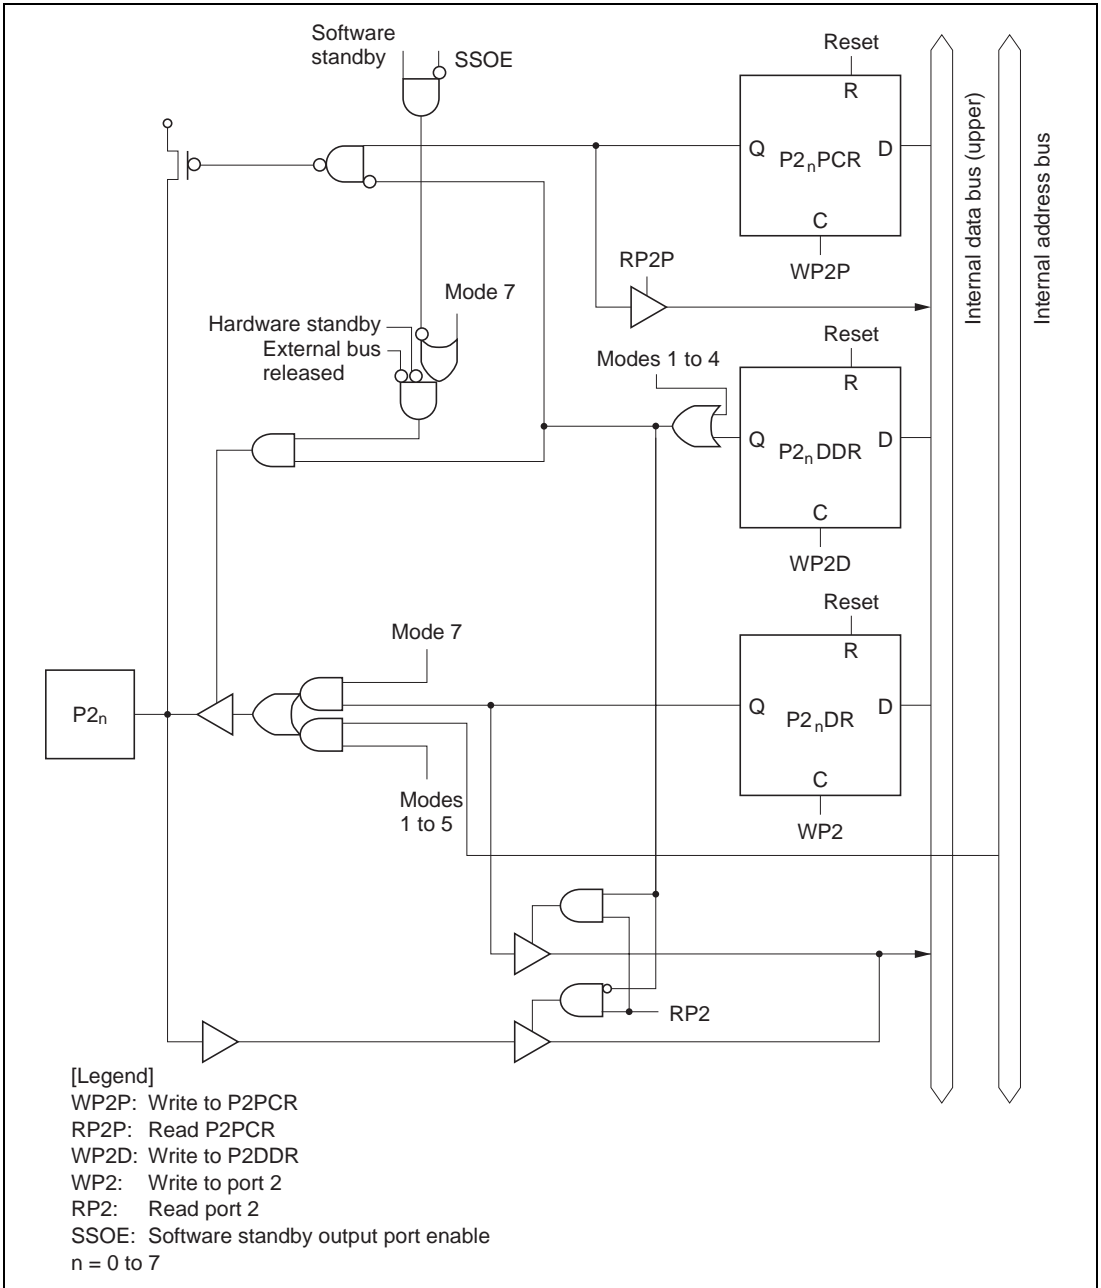 Software
standby
SSOE
Reset
R
Q
P2nPCR
D
C
WP2P
Internal data bus (upper)
Internal address bus
RP2P
Mode 7
Hardware standby
External bus
released
Modes 1 to 4
Reset
R
Q
P2nDDR
D
C
WP2D
Reset
Mode 7
R
P2n
Q
P2nDR
D
C
Modes
1 to 5
WP2
RP2
[Legend]
WP2P: Write to P2PCR
RP2P: Read P2PCR
WP2D: Write to P2DDR
WP2: Write to port 2
RP2: Read port 2
SSOE: Software standby output port enable
n = 0 to 7